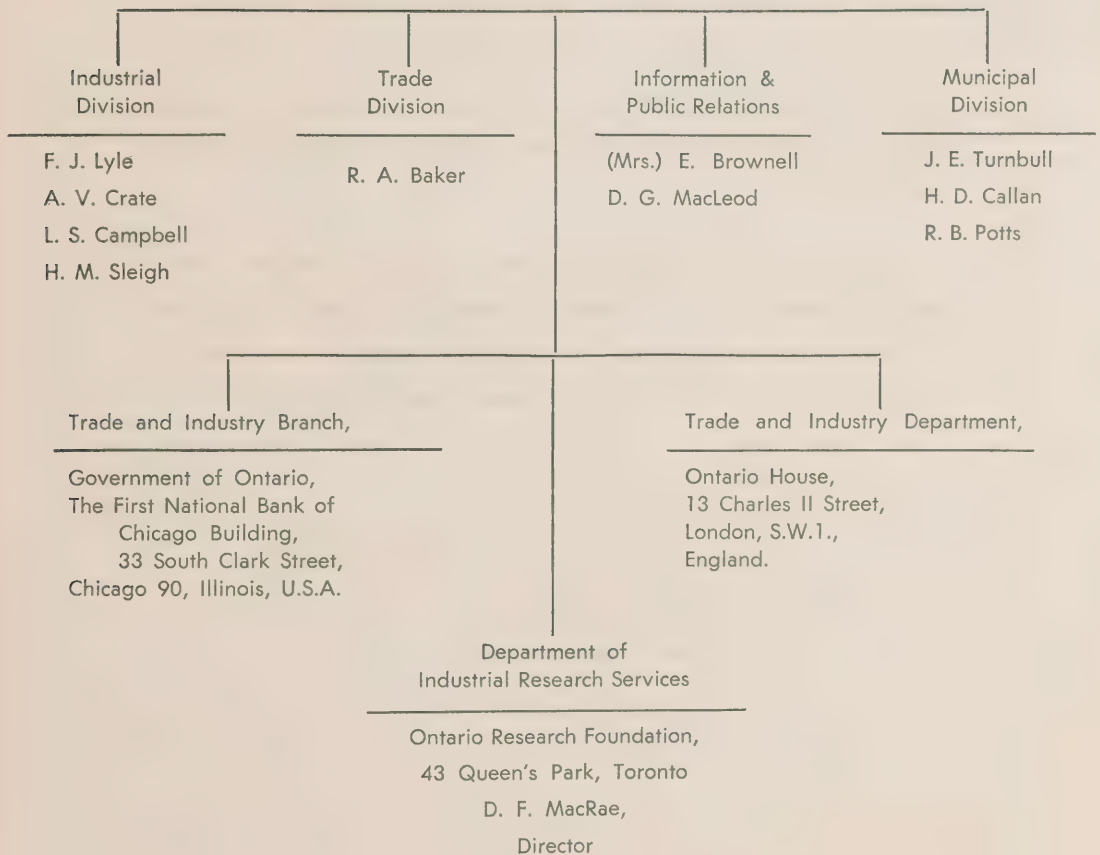 Industrial
Division
F. J. Lyle
A. V. Crate
L. S. Campbell
H. M. Sleigh
Trade
Division
R. A. Baker
Information &
Public Relations
(Mrs.) E. Brownell
D. G. MacLeod
Municipal
Division
J. E. Turnbull
H. D. Callan
R. B. Potts
Trade and Industry Branch,
Government of Ontario,
The First National Bank of
Chicago Building,
33 South Clark Street,
Chicago 90, Illinois, U.S.A.
Trade and Industry Department,
Ontario House,
13 Charles II Street,
London, S.W.1.,
England.
Department of
Industrial Research Services
Ontario Research Foundation,
43 Queen's Park, Toronto
D. F. MacRae,
Director